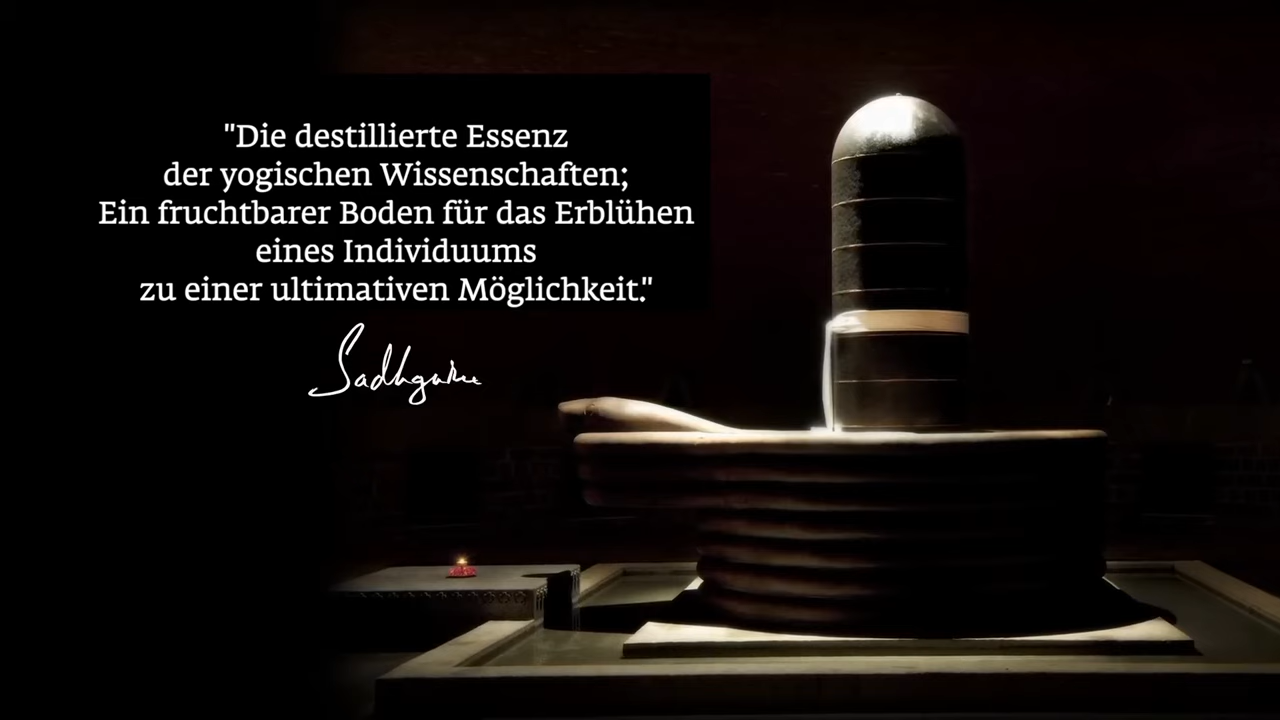 "Die destillierte Essenz
der yogischen Wissenschaften;
Ein fruchtbarer Boden für das Erblühen
eines Individuums
zu einer ultimativen Möglichkeit."
Sadhguru